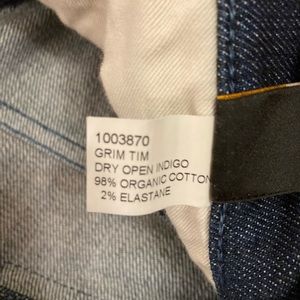 1003870
GRIM TIM
DRY OPEN INDIGO
98% ORGANIC COTTON
2% ELASTANE